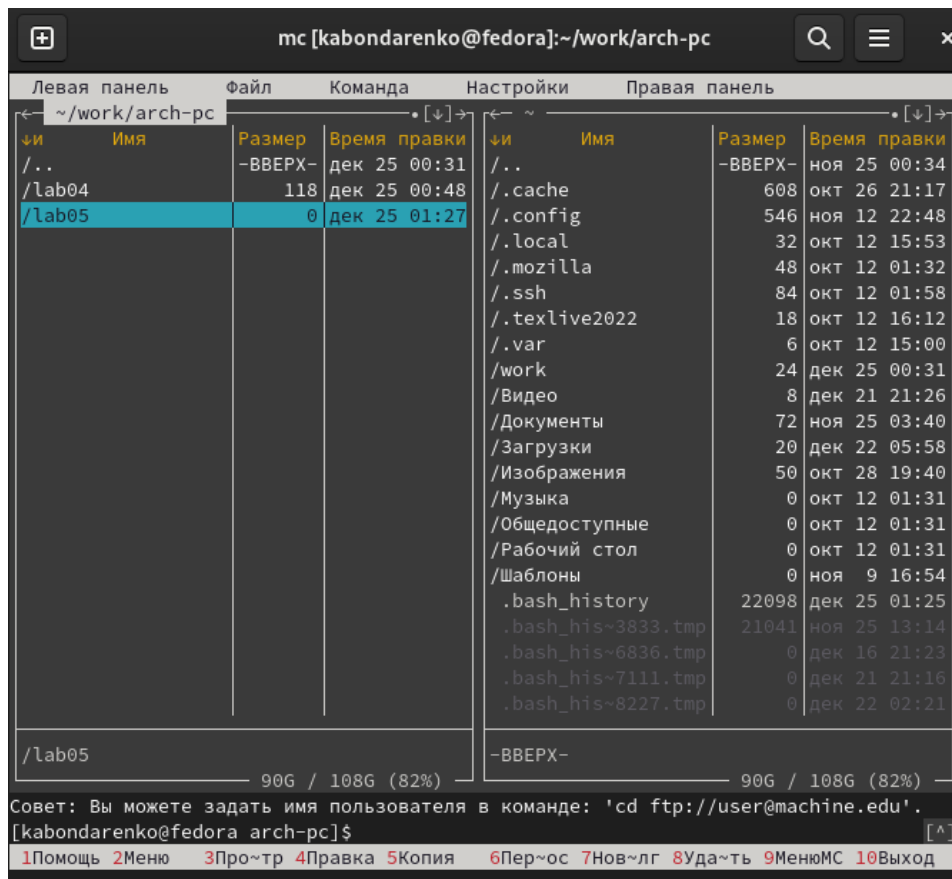 mc [kabondarenko@fedora]:~/work/arch-pc
Левая панель Файл Команда Настройки Правая панель
~/work/arch-pc
.[↓]
↓и Имя Размер Время правки
/.. -ВВЕРХ- дек 25 00:31
/lab04 118 дек 25 00:48
/lab05 0 дек 25 01:27
/lab05
90G / 108G (82%)
~
.[↓]
↓и Имя Размер Время правки
/.. -ВВЕРХ- ноя 25 00:34
/.cache 608 окт 26 21:17
/.config 546 ноя 12 22:48
/.local 32 окт 12 15:53
/.mozilla 48 окт 12 01:32
/.ssh 84 окт 12 01:58
/.texlive2022 18 окт 12 16:12
/.var 6 окт 12 15:00
/work 24 дек 25 00:31
/Видео 8 дек 21 21:26
/Документы 72 ноя 25 03:40
/Загрузки 20 дек 22 05:58
/Изображения 50 окт 28 19:40
/Музыка 0 окт 12 01:31
/Общедоступные 0 окт 12 01:31
/Рабочий стол 0 окт 12 01:31
/Шаблоны 0 ноя 9 16:54
.bash_history 22098 дек 25 01:25
.bash_his~3833.tmp 21041 ноя 25 13:14
.bash_his~6836.tmp 0 дек 16 21:23
.bash_his~7111.tmp 0 дек 21 21:16
.bash_his~8227.tmp 0 дек 22 02:21
-ВВЕРХ-
90G / 108G (82%)
Совет: Вы можете задать имя пользователя в команде: 'cd ftp://user@machine.edu'.
[kabondarenko@fedora arch-pc]$ [^]
1Помощь 2Меню 3Про~тр 4Правка 5Копия 6Пер~ос 7Нов~лг 8Уда~ть 9МенюМС 10Выход